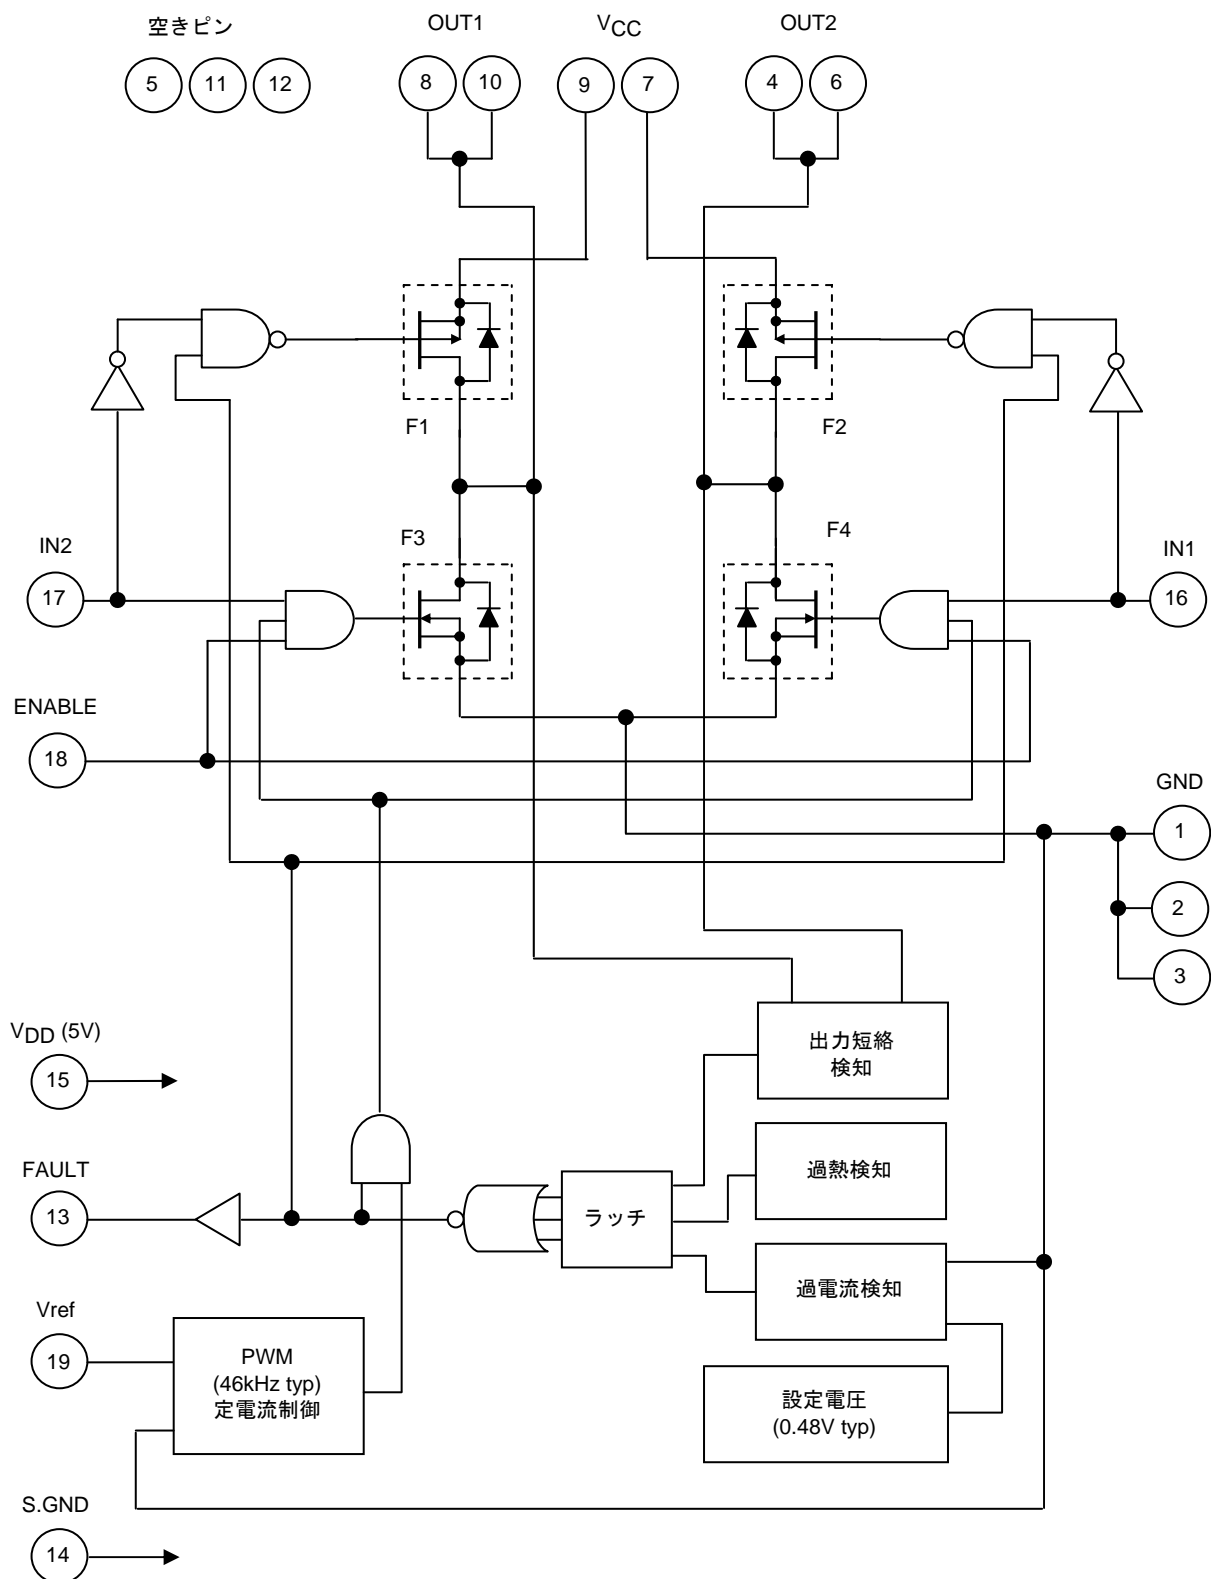 空きピン
OUT1
VCC
OUT2
5
11
12
8
10
9
7
4
6
F1
F2
F3
F4
IN2
17
IN1
16
ENABLE
18
GND
1
2
3
VDD (5V)
15
出力短絡
検知
過熱検知
FAULT
13
ラッチ
過電流検知
Vref
19
PWM
(46kHz typ)
定電流制御
設定電圧
(0.48V typ)
S.GND
14